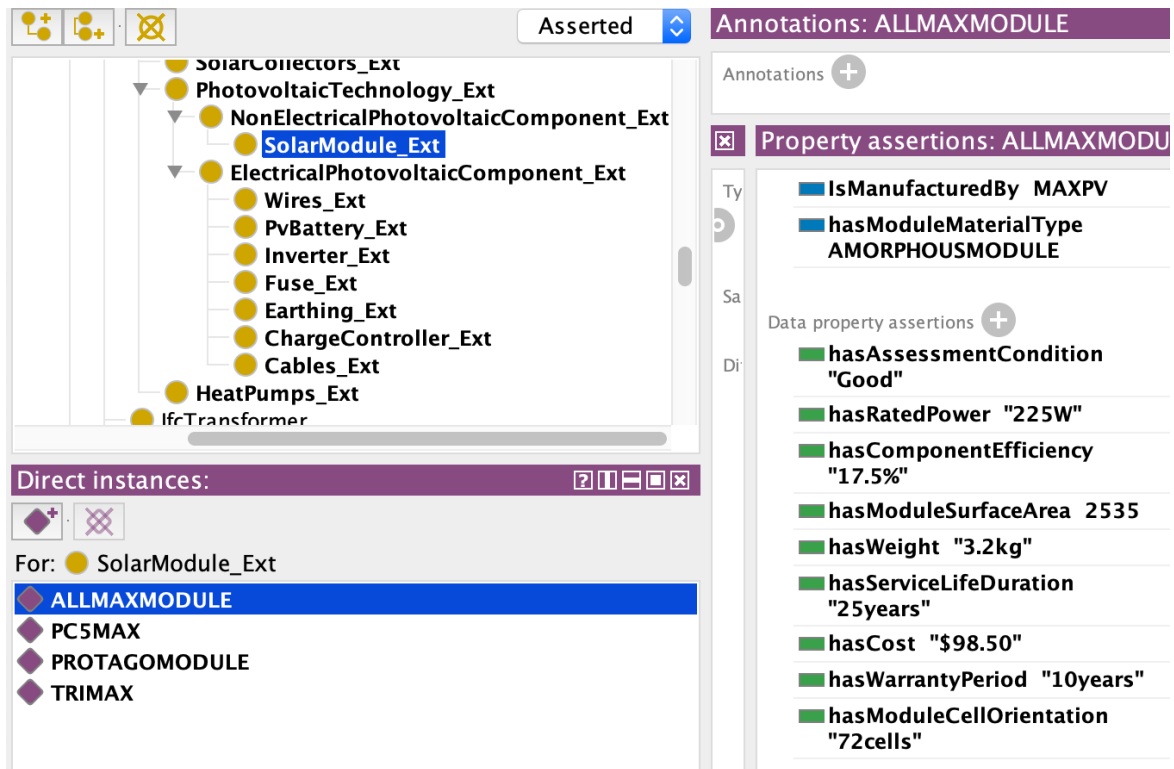 Asserted
SolarCollectors_Ext
PhotovoltaicTechnology_Ext
NonElectricalPhotovoltaicComponent_Ext
SolarModule_Ext
ElectricalPhotovoltaicComponent_Ext
Wires_Ext
PvBattery_Ext
Inverter_Ext
Fuse_Ext
Earthing_Ext
ChargeController_Ext
Cables_Ext
HeatPumps_Ext
IfcTransformer
Direct instances:
For: SolarModule_Ext
ALLMAXMODULE
PC5MAX
PROTAGOMODULE
TRIMAX
Annotations: ALLMAXMODULE
Annotations
Property assertions: ALLMAXMODU
Ty
Sa
Di
IsManufacturedBy MAXPV
hasModuleMaterialType
AMORPHOUSMODULE
Data property assertions
hasAssessmentCondition
"Good"
hasRatedPower "225W"
hasComponentEfficiency
"17.5%"
hasModuleSurfaceArea 2535
hasWeight "3.2kg"
hasServiceLifeDuration
"25years"
hasCost "$98.50"
hasWarrantyPeriod "10years"
hasModuleCellOrientation
"72cells"